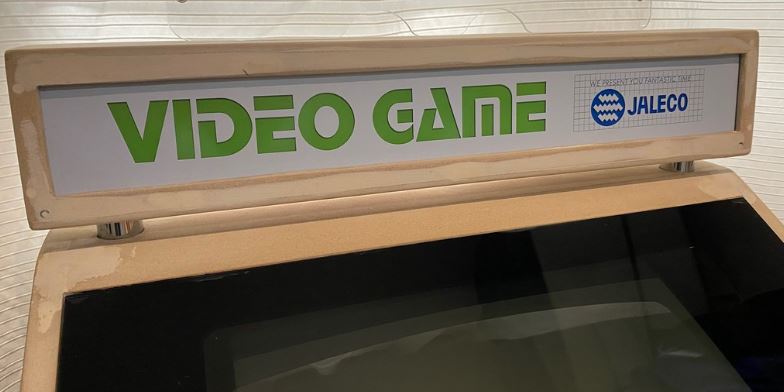 VIDEO GAME
WE PRESENT YOU FANTASTIC TIME
JALECO